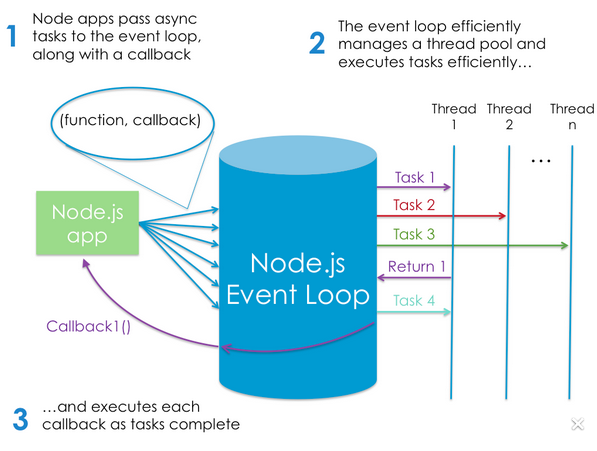 1
Node apps pass async
tasks to the event loop,
along with a callback
2
The event loop efficiently
manages a thread pool and
executes tasks efficiently…
(function, callback)
Thread
1
Thread
2
Thread
n
…
Node.js
app
Task 1
Task 2
Task 3
Return 1
Task 4
Node.js
Event Loop
Callback1()
3
…and executes each
callback as tasks complete